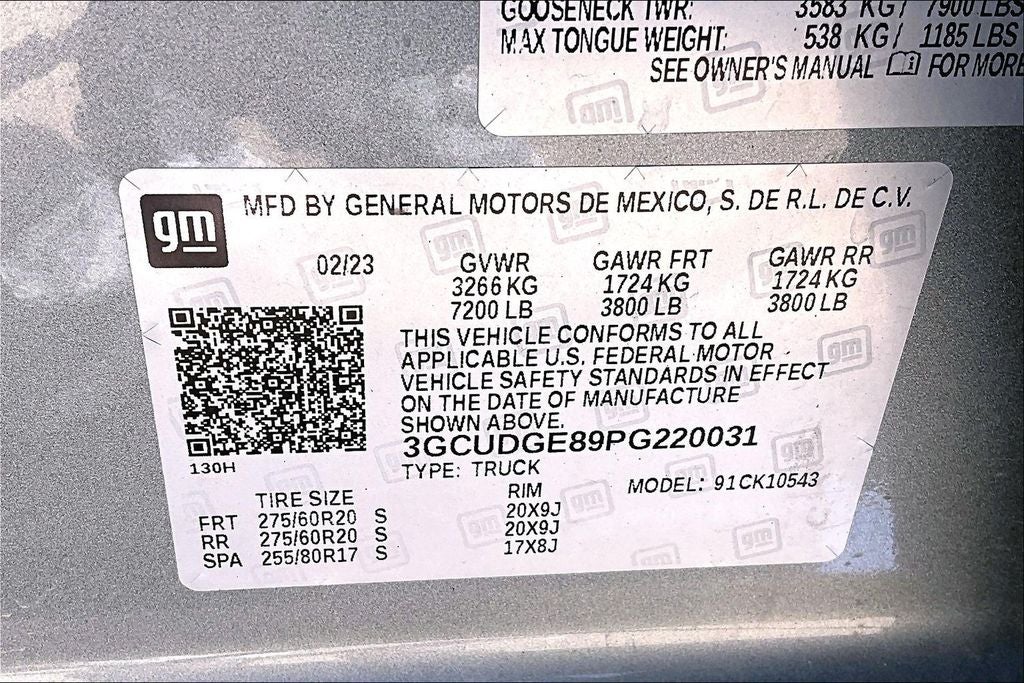 GOOSENECK TWR: 3583 KG/ 7900 LBS
MAX TONGUE WEIGHT: 538 KG/ 1185 LBS
SEE OWNER'S MANUAL FOR MORE
gm
MFD BY GENERAL MOTORS DE MEXICO, S. DE R.L. DE C.V.
02/23 GVWR GAWR FRT GAWR RR
3266 KG 1724 KG 1724 KG
7200 LB 3800 LB 3800 LB
THIS VEHICLE CONFORMS TO ALL
APPLICABLE U.S. FEDERAL MOTOR
VEHICLE SAFETY STANDARDS IN EFFECT
ON THE DATE OF MANUFACTURE
SHOWN ABOVE.
3GCUDGE89PG220031
130H TYPE: TRUCK MODEL: 91CK10543
TIRE SIZE RIM
FRT 275/60R20 S 20X9J
RR 275/60R20 S 20X9J
SPA 255/80R17 S 17X8J